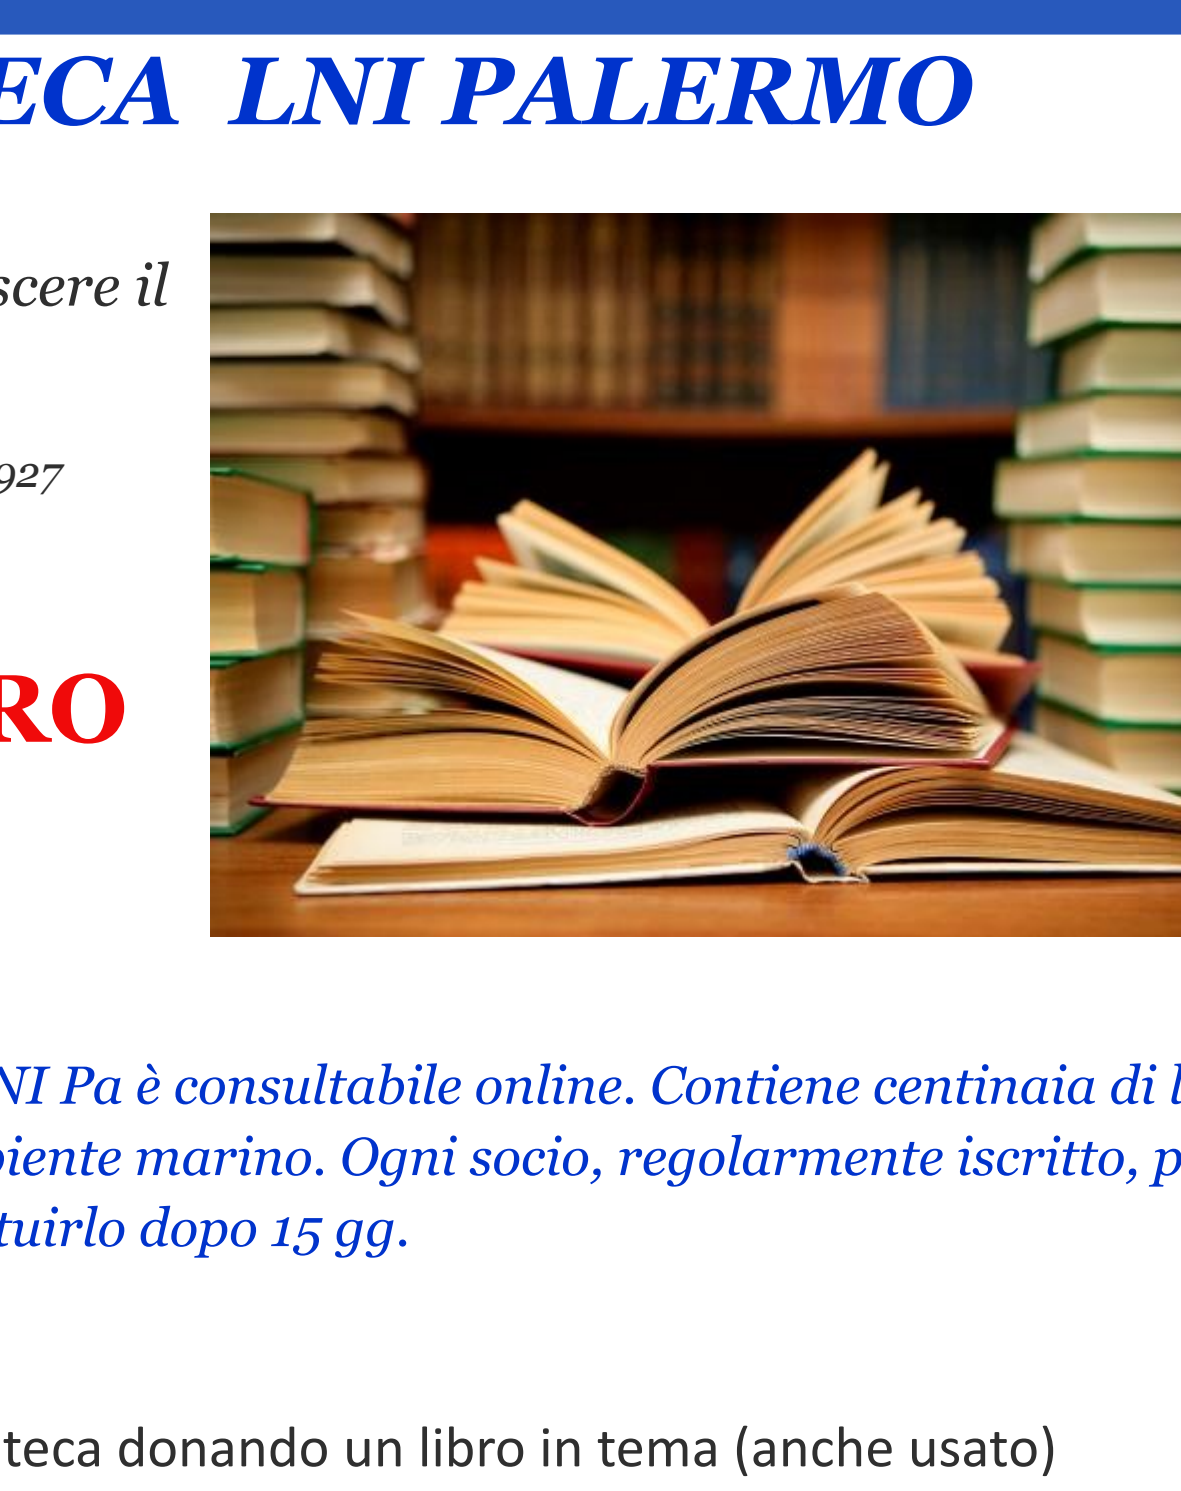 ECA LNI PALERMO
scere il
927
RO
NI Pa è consultabile online. Contiene centinaia di l
biente marino. Ogni socio, regolarmente iscritto, p
tuirlo dopo 15 gg.
teca donando un libro in tema (anche usato)